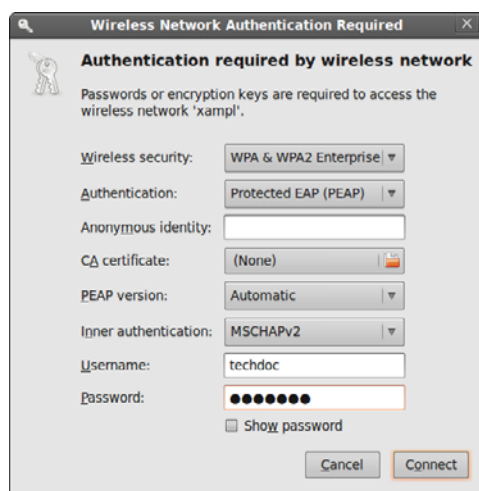 Wireless Network Authentication Required
Authentication required by wireless network
Passwords or encryption keys are required to access the
wireless network 'xampl'.
Wireless security: WPA & WPA2 Enterprise
Authentication: Protected EAP (PEAP)
Anonymous identity:
CA certificate: (None)
PEAP version: Automatic
Inner authentication: MSCHAPv2
Username: techdoc
Password: ●●●●●●●
Show password
Cancel Connect